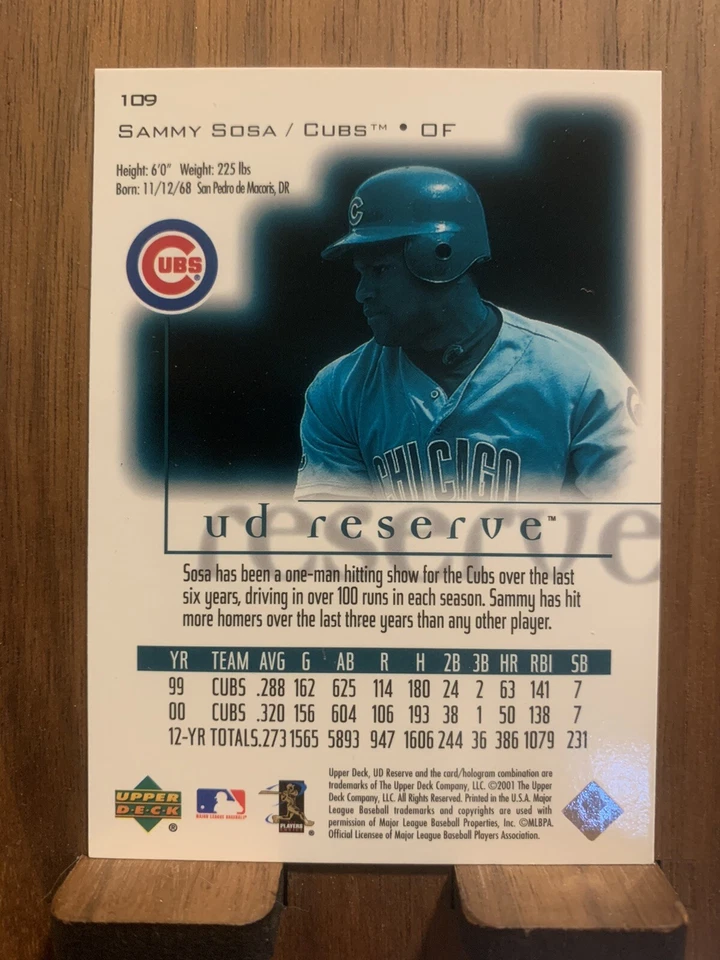 109
SAMMY SOSA / CUBS™ • OF
Height: 6'0" Weight: 225 lbs
Born: 11/12/68 San Pedro de Macoris, DR
C
CUBS®
CHICAGO
ud reserve™
reserve
Sosa has been a one-man hitting show for the Cubs over the last
six years, driving in over 100 runs in each season. Sammy has hit
more homers over the last three years than any other player.
YR TEAM AVG G AB R H 2B 3B HR RBI SB
99 CUBS .288 162 625 114 180 24 2 63 141 7
00 CUBS .320 156 604 106 193 38 1 50 138 7
12-YR TOTALS .273 1565 5893 947 1606 244 36 386 1079 231
UPPER DECK ®
MAJOR LEAGUE BASEBALL®
PLAYERS ®
Upper Deck, UD Reserve and the card/hologram combination are
trademarks of The Upper Deck Company, LLC. ©2001 The Upper
Deck Company, LLC. All Rights Reserved. Printed in the U.S.A. Major
League Baseball trademarks and copyrights are used with
permission of Major League Baseball Properties, Inc. ©MLBPA.
Official Licensee of Major League Baseball Players Association.